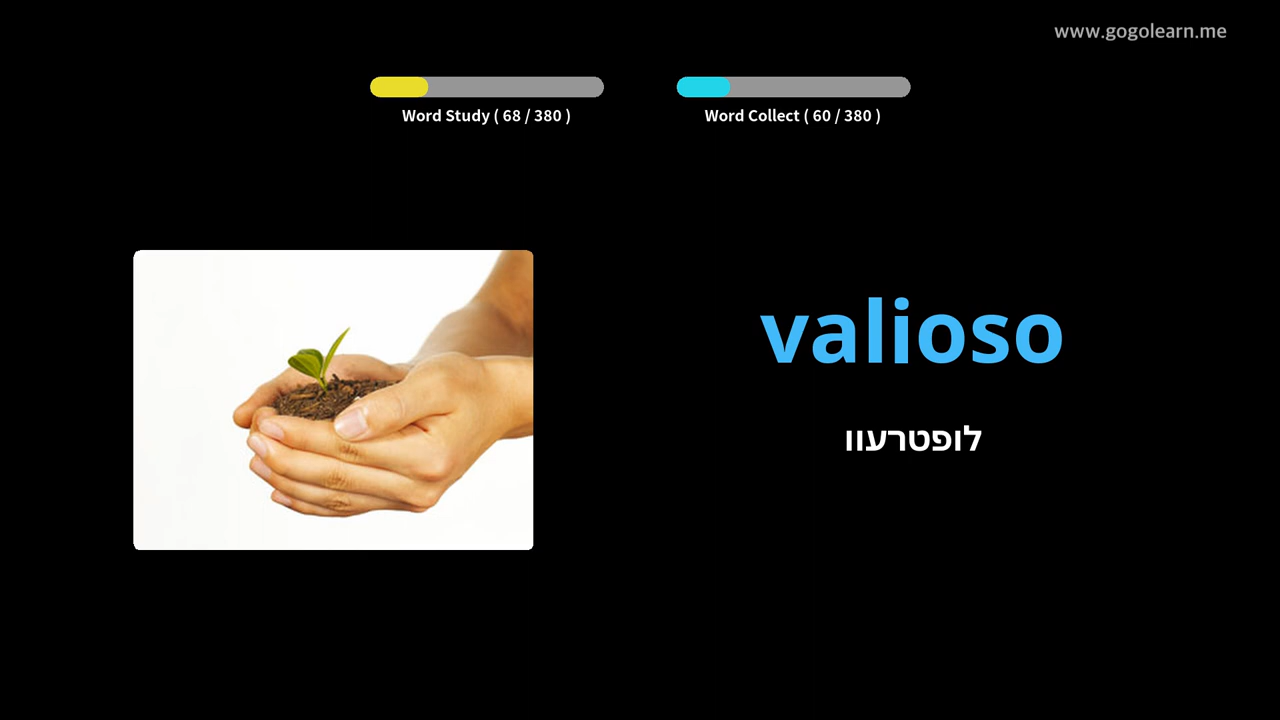 www.gogolearn.me
Word Study ( 68 / 380 )
Word Collect ( 60 / 380 )
valioso
לופטרעוו